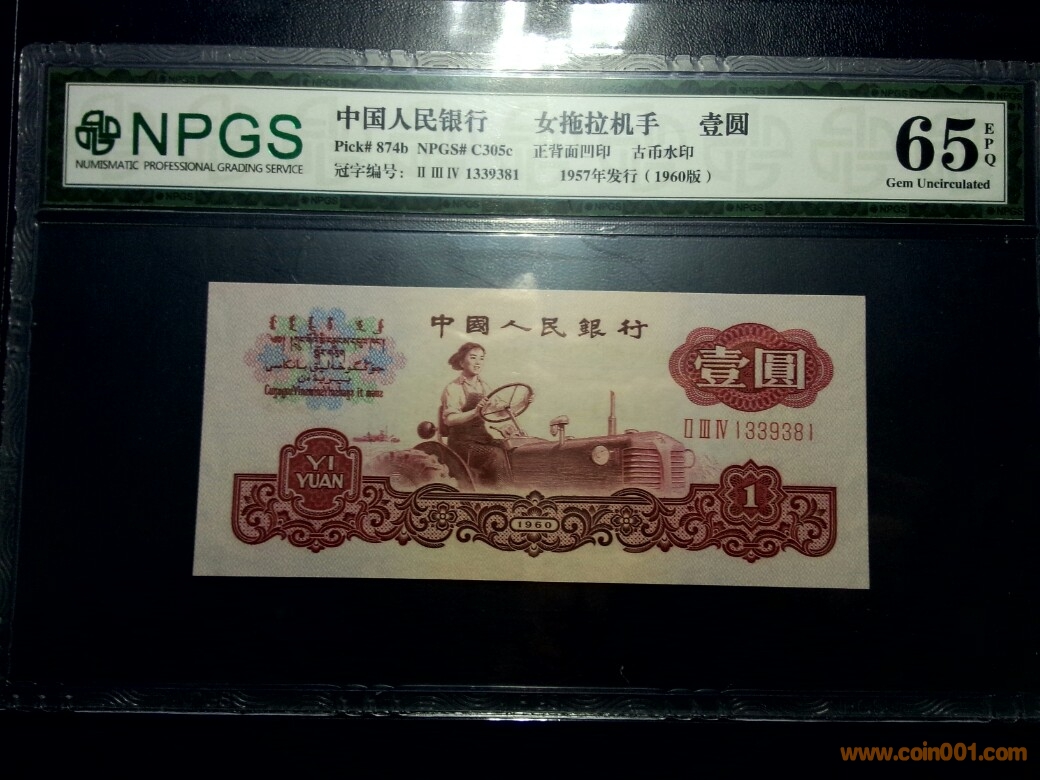 NPGS
NUMISMATIC PROFESSIONAL GRADING SERVICE
中国人民银行 女拖拉机手 壹圆
Pick# 874b NPGS# C305c 正背面凹印 古币水印
冠字编号: Ⅱ Ⅲ Ⅳ 1339381 1957年发行(1960版)
65 EPQ
Gem Uncirculated
中國人民銀行
壹圓
Ⅱ Ⅲ Ⅳ 1339381
YI
YUAN
1960
1
www.coin001.com